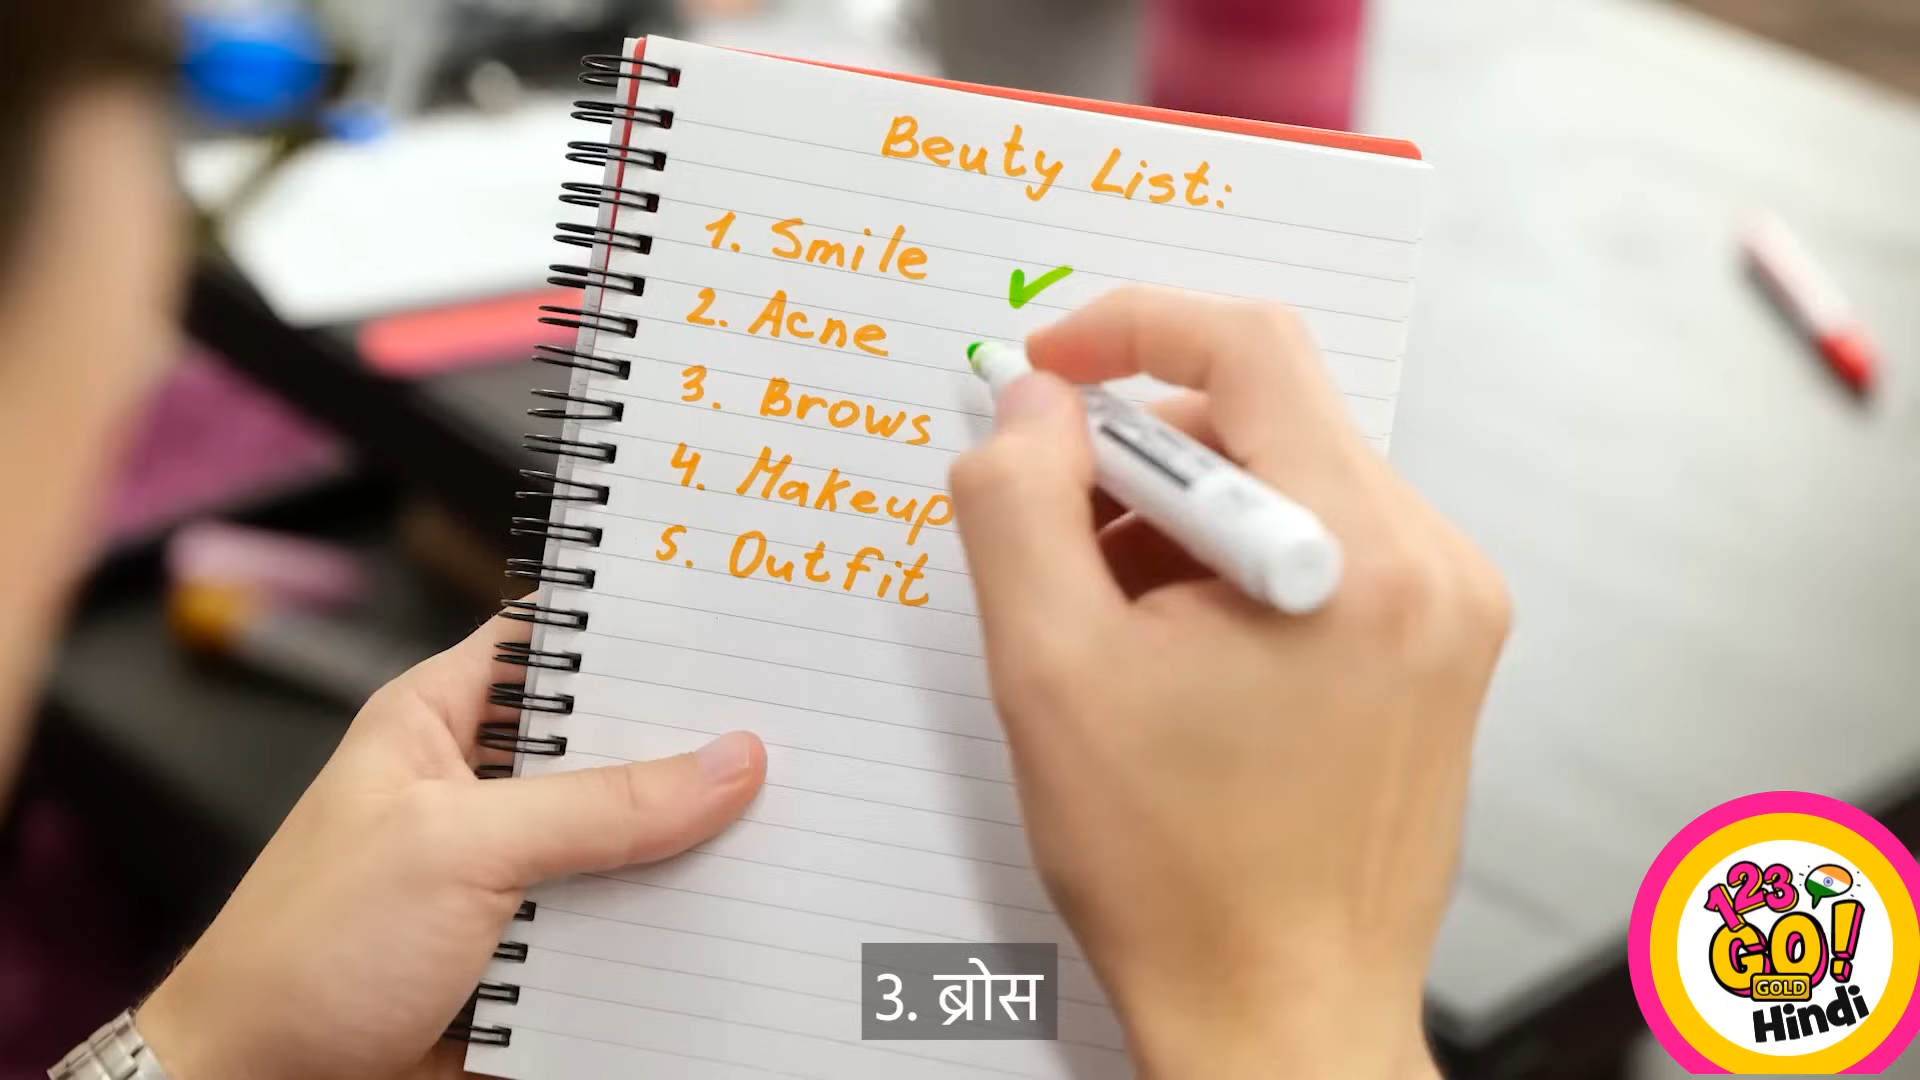 Beuty List:
1. Smile ✓
2. Acne
3. Brows
4. Makeup
5. Outfit
3. ब्रोस
123
GO!
GOLD
Hindi